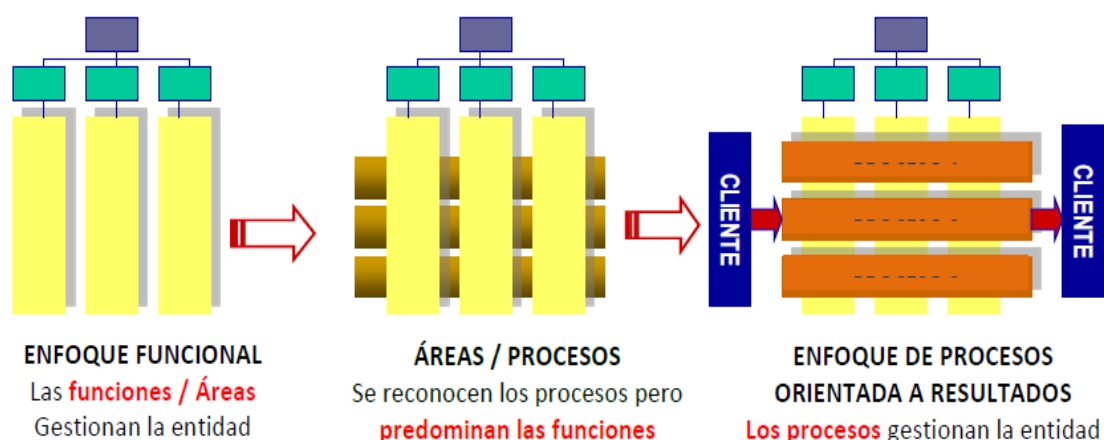 CLIENTE
CLIENTE
ENFOQUE FUNCIONAL
Las funciones / Áreas
Gestionan la entidad
ÁREAS / PROCESOS
Se reconocen los procesos pero
predominan las funciones
ENFOQUE DE PROCESOS
ORIENTADA A RESULTADOS
Los procesos gestionan la entidad